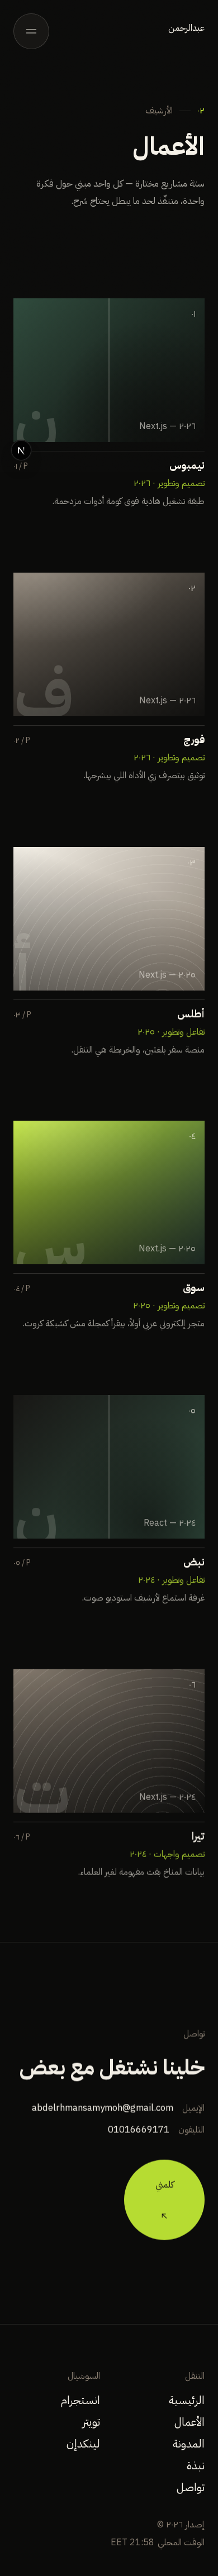 عبدالرحمن
٠٢ — الأرشيف
الأعمال
ستة مشاريع مختارة — كل واحد مبني حول فكرة
واحدة، متنفّذ لحد ما يبطل يحتاج شرح.
٠١
ن
Next.js — ٢٠٢٦
N
نيمبوس
P / ٠١
تصميم وتطوير · ٢٠٢٦
طبقة تشغيل هادية فوق كومة أدوات مزدحمة.
٠٢
ف
Next.js — ٢٠٢٦
فورج
P / ٠٢
تصميم وتطوير · ٢٠٢٦
توثيق بيتصرف زي الأداة اللي بيشرحها.
٠٣
أ
Next.js — ٢٠٢٥
أطلس
P / ٠٣
تفاعل وتطوير · ٢٠٢٥
منصة سفر بلغتين، والخريطة هي التنقل.
٠٤
س
Next.js — ٢٠٢٥
سوق
P / ٠٤
تصميم وتطوير · ٢٠٢٥
متجر إلكتروني عربي أولاً، بيقرأ كمجلة مش كشبكة كروت.
٠٥
ن
React — ٢٠٢٤
نبض
P / ٠٥
تفاعل وتطوير · ٢٠٢٤
غرفة استماع لأرشيف استوديو صوت.
٠٦
ت
Next.js — ٢٠٢٤
تيرا
P / ٠٦
تصميم واجهات · ٢٠٢٤
بيانات المناخ بقت مفهومة لغير العلماء.
تواصل
خلينا نشتغل مع بعض
الإيميل abdelrhmansamymoh@gmail.com
التليفون 01016669171
كلمني
↖
التنقل
الرئيسية
الأعمال
المدونة
نبذة
تواصل
السوشيال
انستجرام
تويتر
لينكدإن
إصدار ٢٠٢٦ ©
الوقت المحلي EET 21:58